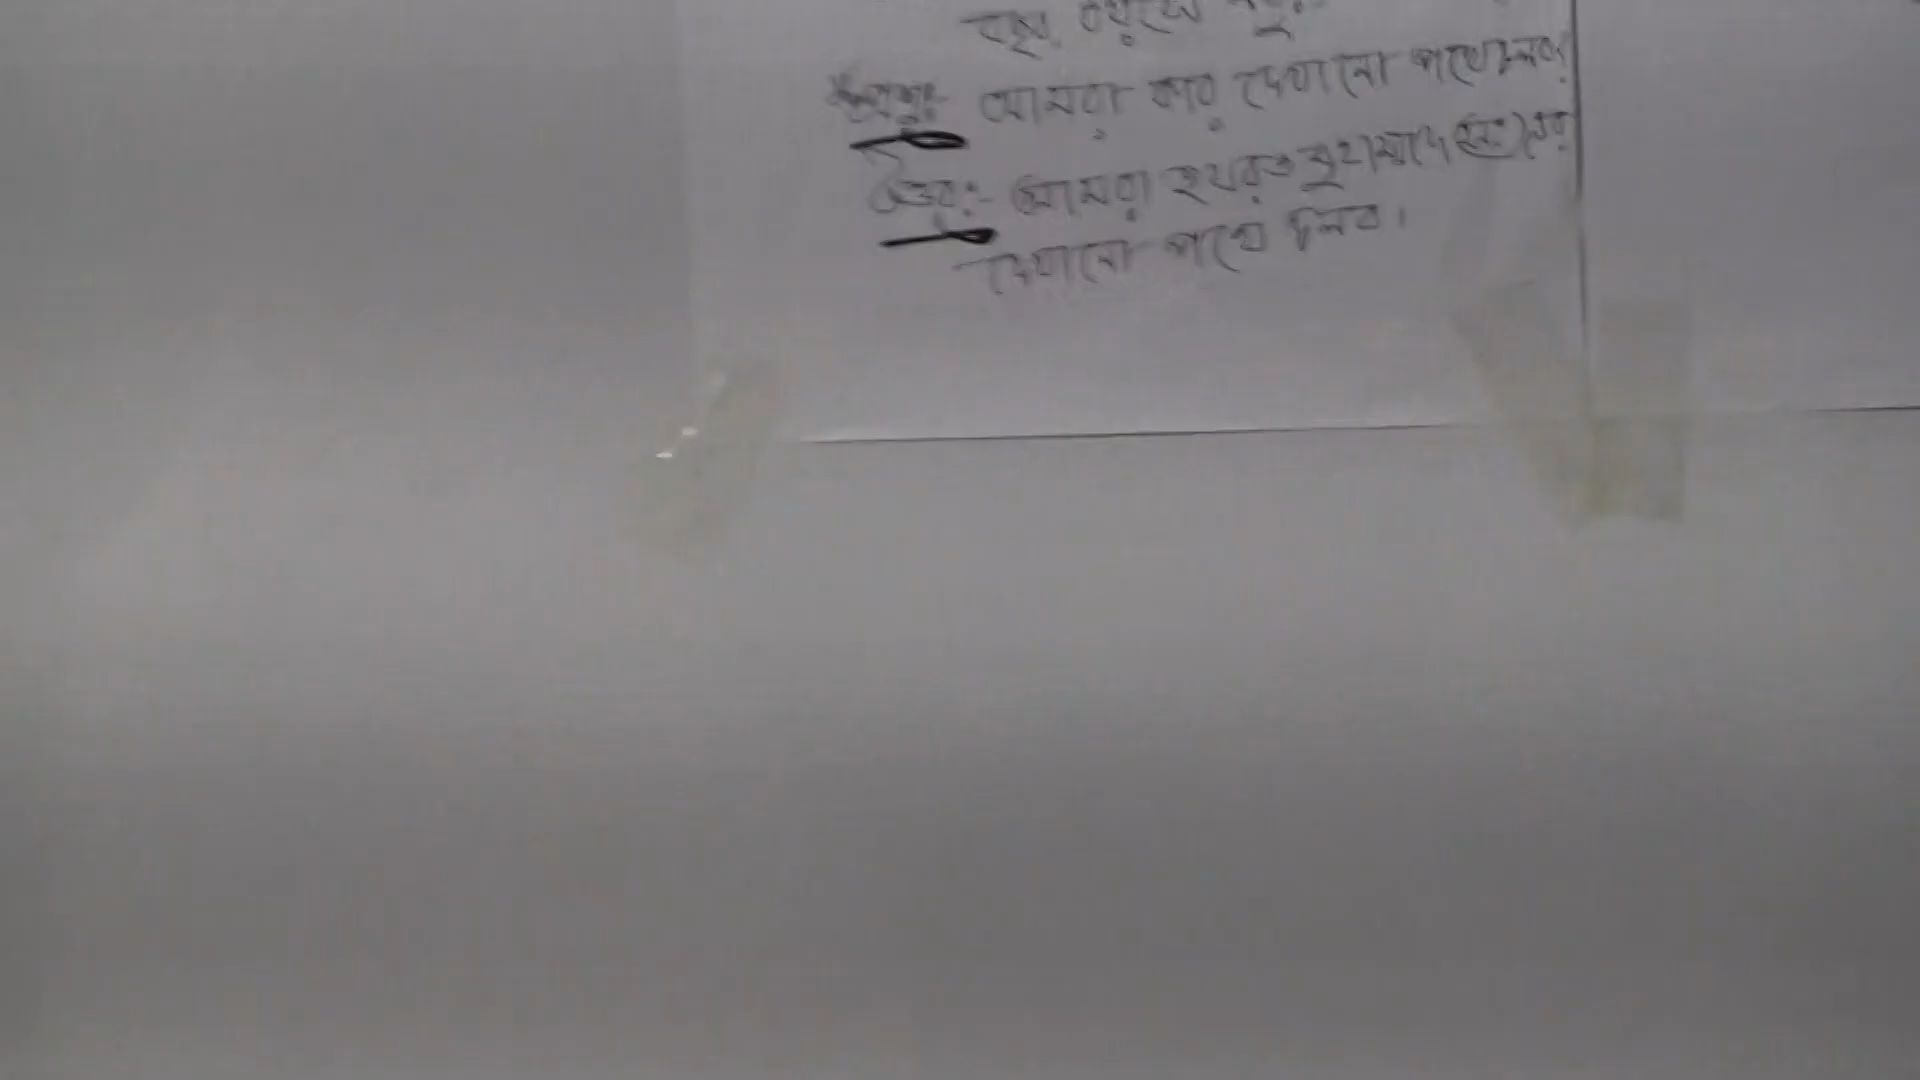 প্রশ্ন:- আমরা কার দেখানো পথে চলব?
উত্তর:- আমরা হযরত মুহাম্মদ (সাঃ) এর
দেখানো পথে চলব।